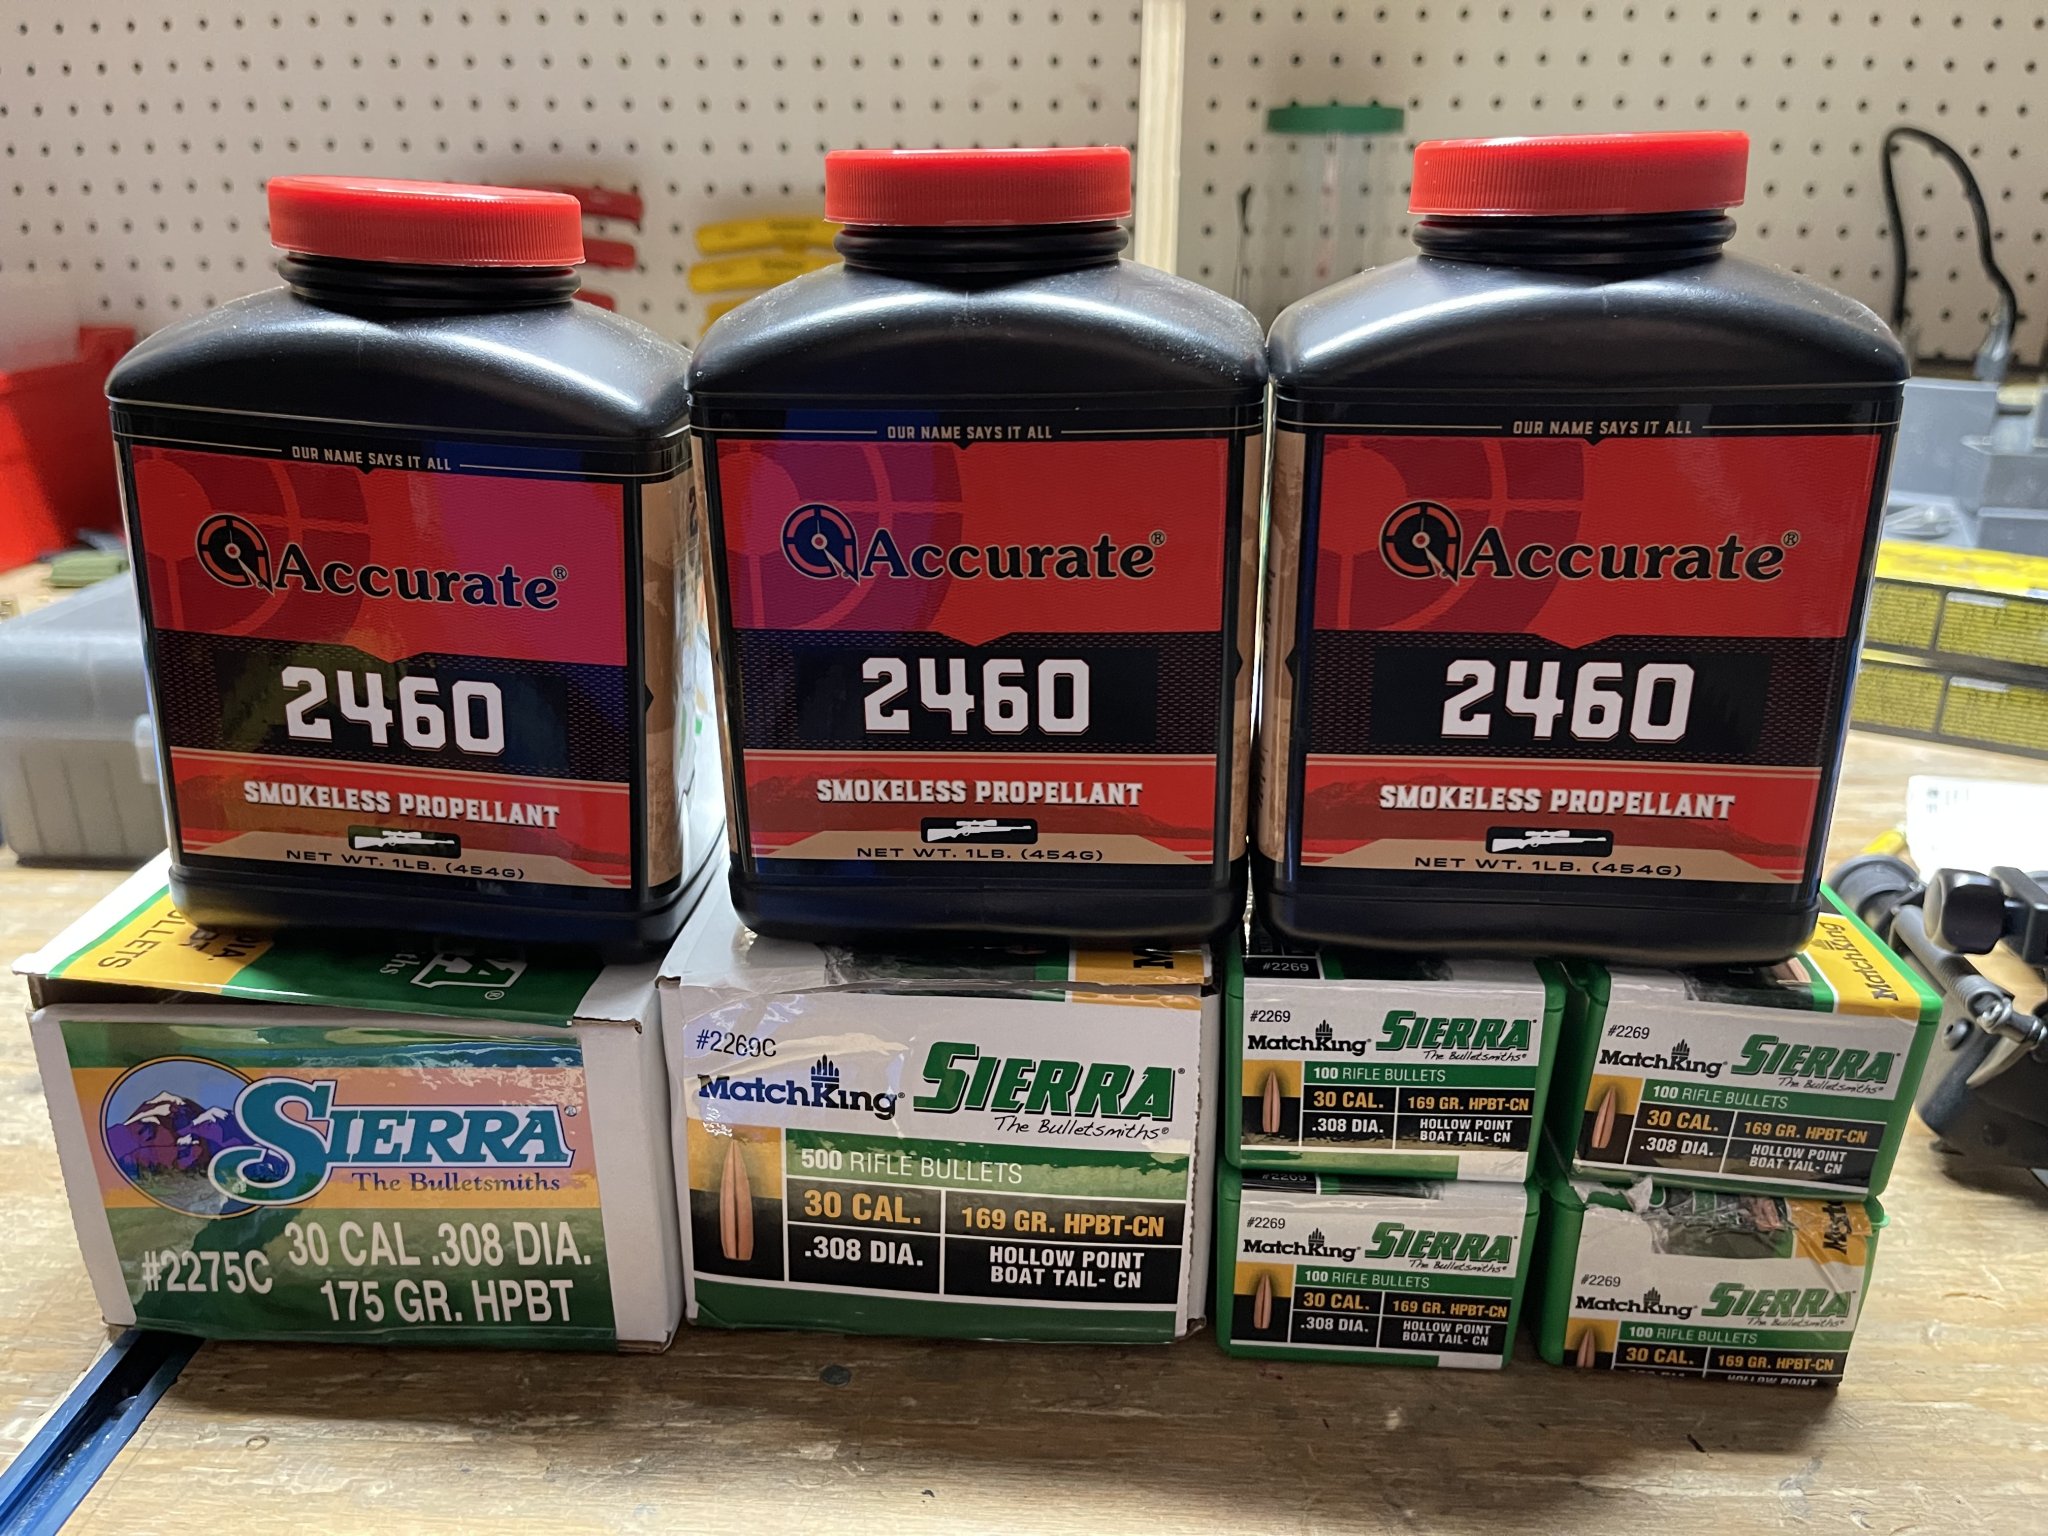 OUR NAME SAYS IT ALL
Accurate®
2460
SMOKELESS PROPELLANT
NET WT. 1LB. (454G)
OUR NAME SAYS IT ALL
Accurate®
2460
SMOKELESS PROPELLANT
NET WT. 1LB. (454G)
OUR NAME SAYS IT ALL
Accurate®
2460
SMOKELESS PROPELLANT
NET WT. 1LB. (454G)
SIERRA®
The Bulletsmiths
#2275C 30 CAL .308 DIA.
175 GR. HPBT
#2269C
MatchKing® SIERRA®
The Bulletsmiths®
500 RIFLE BULLETS
30 CAL. 169 GR. HPBT-CN
.308 DIA. HOLLOW POINT
BOAT TAIL- CN
#2269
#2269
MatchKing® SIERRA®
The Bulletsmiths®
100 RIFLE BULLETS
30 CAL. 169 GR. HPBT-CN
.308 DIA. HOLLOW POINT
BOAT TAIL- CN
MatchKing
#2269
MatchKing® SIERRA®
The Bulletsmiths®
100 RIFLE BULLETS
30 CAL. 169 GR. HPBT-CN
.308 DIA. HOLLOW POINT
BOAT TAIL- CN
#2269
MatchKing® SIERRA®
The Bulletsmiths®
100 RIFLE BULLETS
30 CAL. 169 GR. HPBT-CN
.308 DIA. HOLLOW POINT
BOAT TAIL- CN
#2269
MatchKing® SIERRA®
The Bulletsmiths®
100 RIFLE BULLETS
30 CAL. 169 GR. HPBT-CN
HOLLOW POINT